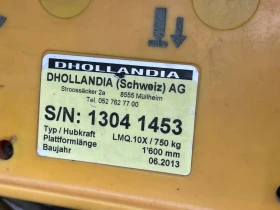 DHOLLANDIA
DHOLLANDIA (Schweiz) AG
Stroossäcker 2a 8555 Müllheim
Tel. 052 762 77 00
S/N: 1304 1453
Typ / Hubkraft LMQ.10X / 750 kg
Plattformlänge 1'600 mm
Baujahr 06.2013